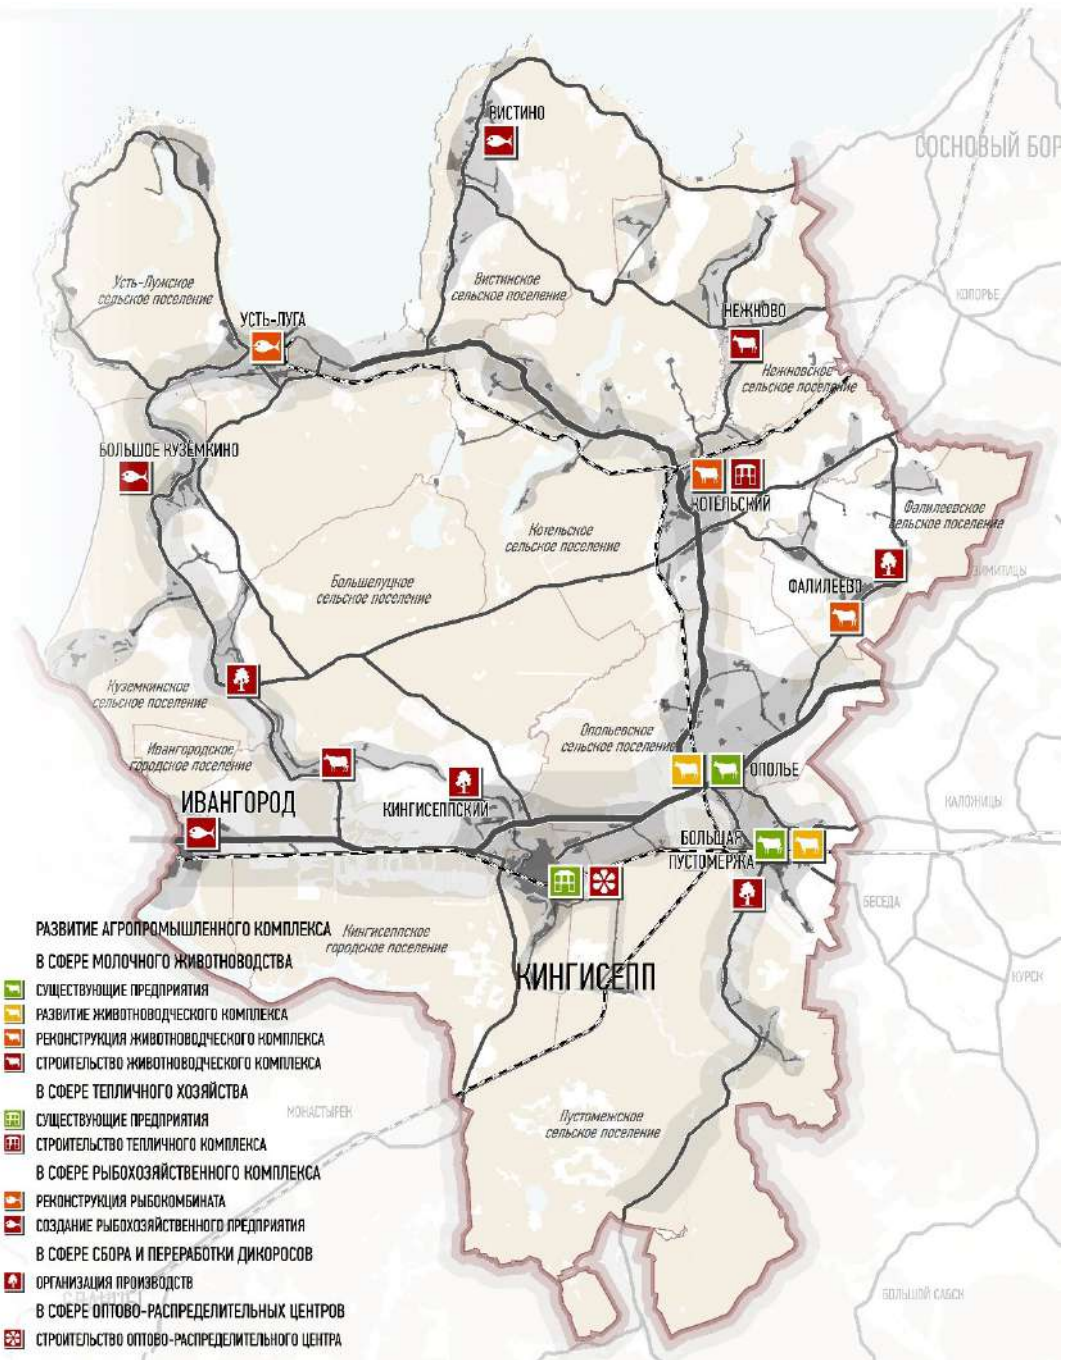 ВИСТИНО
СОСНОВЫЙ БОР
Усть-Лужское
сельское поселение
Вистинское
сельское поселение
КОПОРЬЕ
УСТЬ-ЛУГА
НЕЖНОВО
Нежновское
сельское поселение
БОЛЬШОЕ КУЗЕМКИНО
КОТЕЛЬСКИЙ
Котельское
сельское поселение
Фалилеевское
сельское поселение
ЗИМИТИЦЫ
Большелуцкое
сельское поселение
ФАЛИЛЕЕВО
Куземкинское
сельское поселение
Опольевское
сельское поселение
Ивангородское
городское поселение
ОПОЛЬЕ
ИВАНГОРОД
КИНГИСЕППСКИЙ
КАЛОЖИЦЫ
БОЛЬШАЯ
ПУСТОМЕРЖА
БЕСЕДА
Кингисеппское
городское поселение
КИНГИСЕПП
КУРСК
МОНАСТЫРЕК
Пустомежское
сельское поселение
БОЛЬШОЙ САБСК
РАЗВИТИЕ АГРОПРОМЫШЛЕННОГО КОМПЛЕКСА
В СФЕРЕ МОЛОЧНОГО ЖИВОТНОВОДСТВА
СУЩЕСТВУЮЩИЕ ПРЕДПРИЯТИЯ
РАЗВИТИЕ ЖИВОТНОВОДЧЕСКОГО КОМПЛЕКСА
РЕКОНСТРУКЦИЯ ЖИВОТНОВОДЧЕСКОГО КОМПЛЕКСА
СТРОИТЕЛЬСТВО ЖИВОТНОВОДЧЕСКОГО КОМПЛЕКСА
В СФЕРЕ ТЕПЛИЧНОГО ХОЗЯЙСТВА
СУЩЕСТВУЮЩИЕ ПРЕДПРИЯТИЯ
СТРОИТЕЛЬСТВО ТЕПЛИЧНОГО КОМПЛЕКСА
В СФЕРЕ РЫБОХОЗЯЙСТВЕННОГО КОМПЛЕКСА
РЕКОНСТРУКЦИЯ РЫБОКОМБИНАТА
СОЗДАНИЕ РЫБОХОЗЯЙСТВЕННОГО ПРЕДПРИЯТИЯ
В СФЕРЕ СБОРА И ПЕРЕРАБОТКИ ДИКОРОСОВ
ОРГАНИЗАЦИЯ ПРОИЗВОДСТВ
В СФЕРЕ ОПТОВО-РАСПРЕДЕЛИТЕЛЬНЫХ ЦЕНТРОВ
СТРОИТЕЛЬСТВО ОПТОВО-РАСПРЕДЕЛИТЕЛЬНОГО ЦЕНТРА